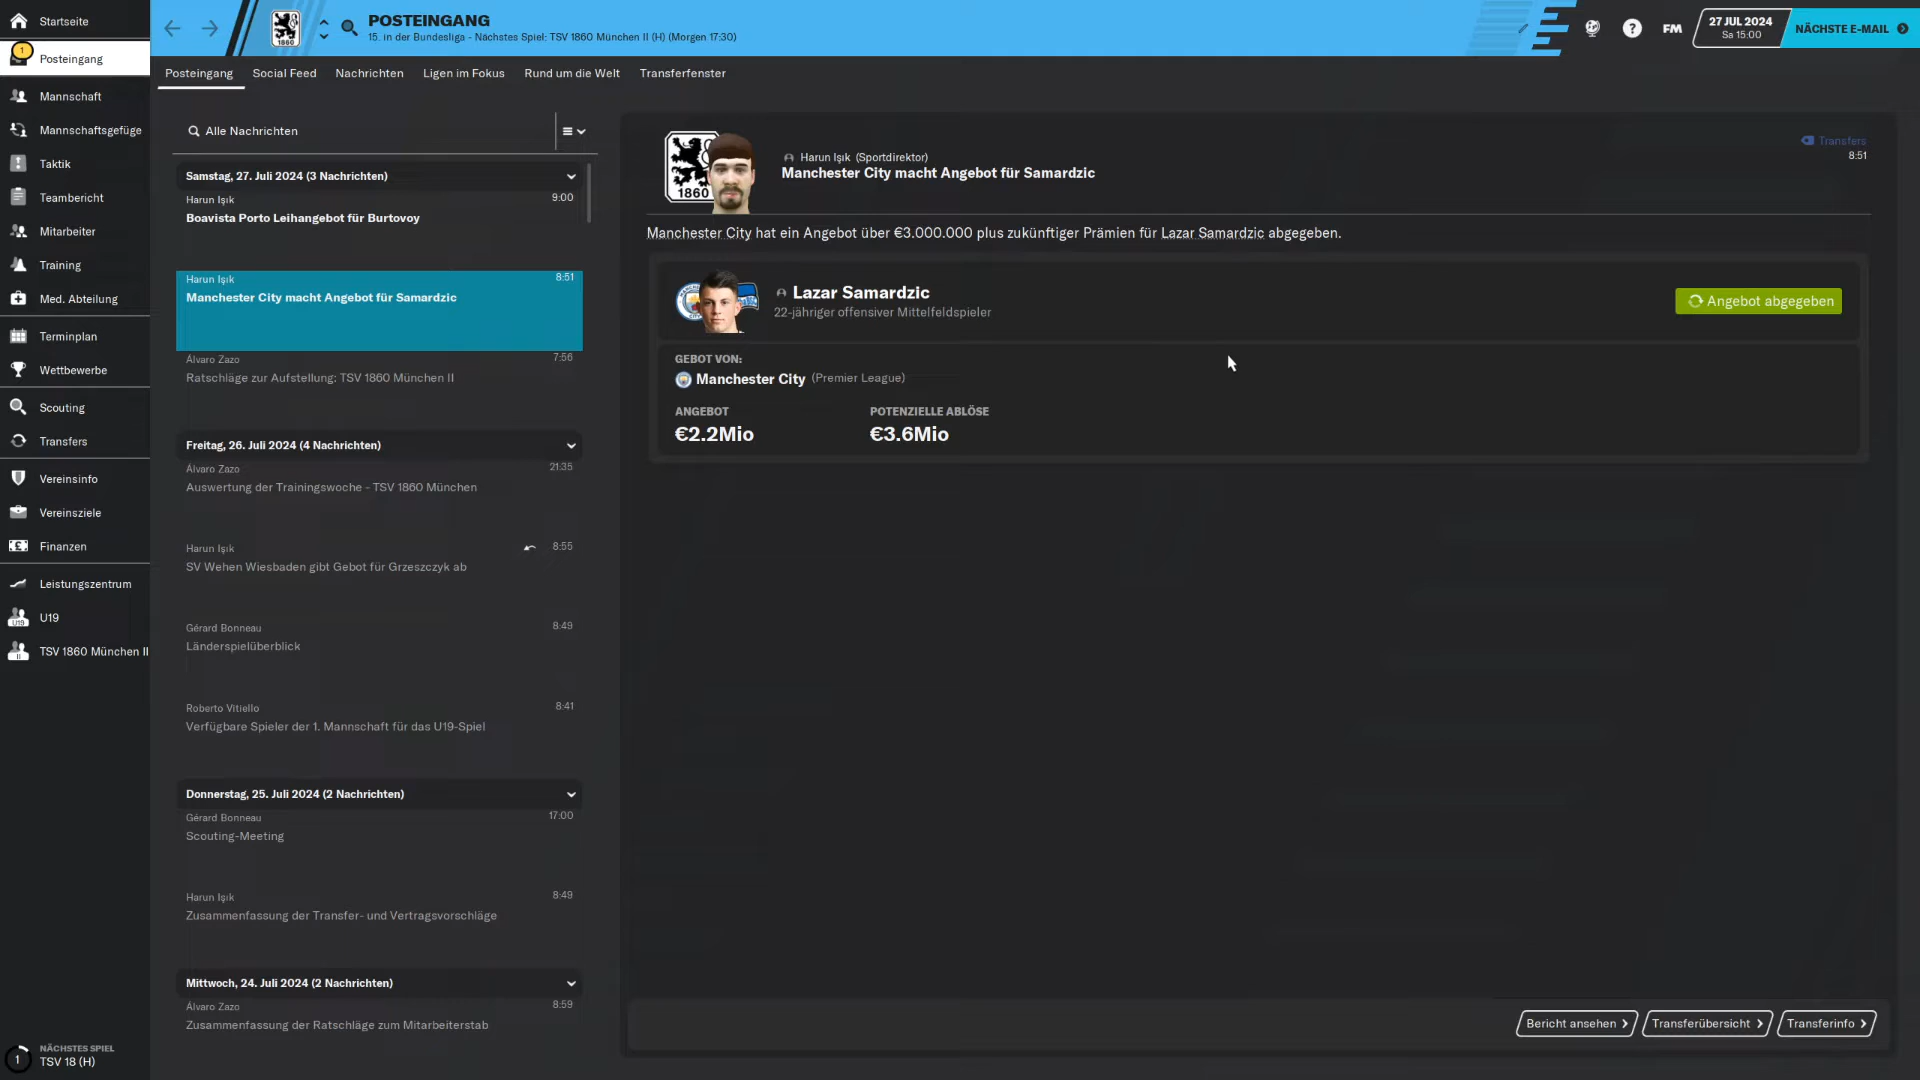 Startseite
1
Posteingang
Mannschaft
Mannschaftsgefüge
Taktik
Teambericht
Mitarbeiter
Training
Med. Abteilung
Terminplan
Wettbewerbe
Scouting
Transfers
Vereinsinfo
Vereinsziele
Finanzen
Leistungszentrum
U19
TSV 1860 München II
NÄCHSTES SPIEL
1 TSV 18 (H)
1860
POSTEINGANG
15. in der Bundesliga - Nächstes Spiel: TSV 1860 München II (H) (Morgen 17:30)
?
FM
27 JUL 2024
Sa 15:00
NÄCHSTE E-MAIL
Posteingang Social Feed Nachrichten Ligen im Fokus Rund um die Welt Transferfenster
Alle Nachrichten
Samstag, 27. Juli 2024 (3 Nachrichten)
Harun Işık 9:00
Boavista Porto Leihangebot für Burtovoy
Harun Işık 8:51
Manchester City macht Angebot für Samardzic
Álvaro Zazo 7:56
Ratschläge zur Aufstellung: TSV 1860 München II
Freitag, 26. Juli 2024 (4 Nachrichten)
Álvaro Zazo 21:35
Auswertung der Trainingswoche - TSV 1860 München
Harun Işık 8:55
SV Wehen Wiesbaden gibt Gebot für Grzeszczyk ab
Gérard Bonneau 8:49
Länderspielüberblick
Roberto Vitiello 8:41
Verfügbare Spieler der 1. Mannschaft für das U19-Spiel
Donnerstag, 25. Juli 2024 (2 Nachrichten)
Gérard Bonneau 17:00
Scouting-Meeting
Harun Işık 8:49
Zusammenfassung der Transfer- und Vertragsvorschläge
Mittwoch, 24. Juli 2024 (2 Nachrichten)
Álvaro Zazo 8:59
Zusammenfassung der Ratschläge zum Mitarbeiterstab
1860
Harun Işık (Sportdirektor)
Manchester City macht Angebot für Samardzic
Transfers
8:51
Manchester City hat ein Angebot über €3.000.000 plus zukünftiger Prämien für Lazar Samardzic abgegeben.
Lazar Samardzic
22-jähriger offensiver Mittelfeldspieler
Angebot abgegeben
GEBOT VON:
Manchester City (Premier League)
ANGEBOT POTENZIELLE ABLÖSE
€2.2Mio €3.6Mio
Bericht ansehen Transferübersicht Transferinfo